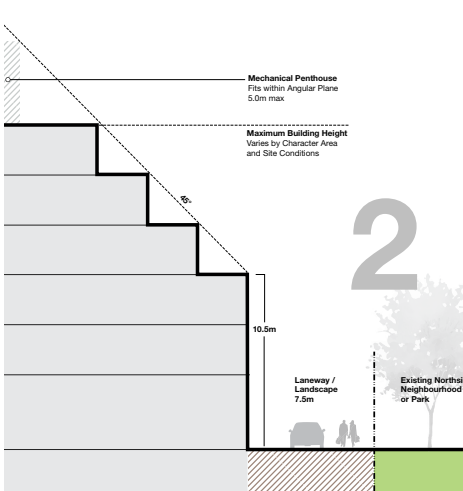 Mechanical Penthouse
Fits within Angular Plane
5.0m max
Maximum Building Height
Varies by Character Area
and Site Conditions
45°
2
10.5m
Laneway /
Landscape
7.5m
Existing Northsi
Neighbourhood
or Park